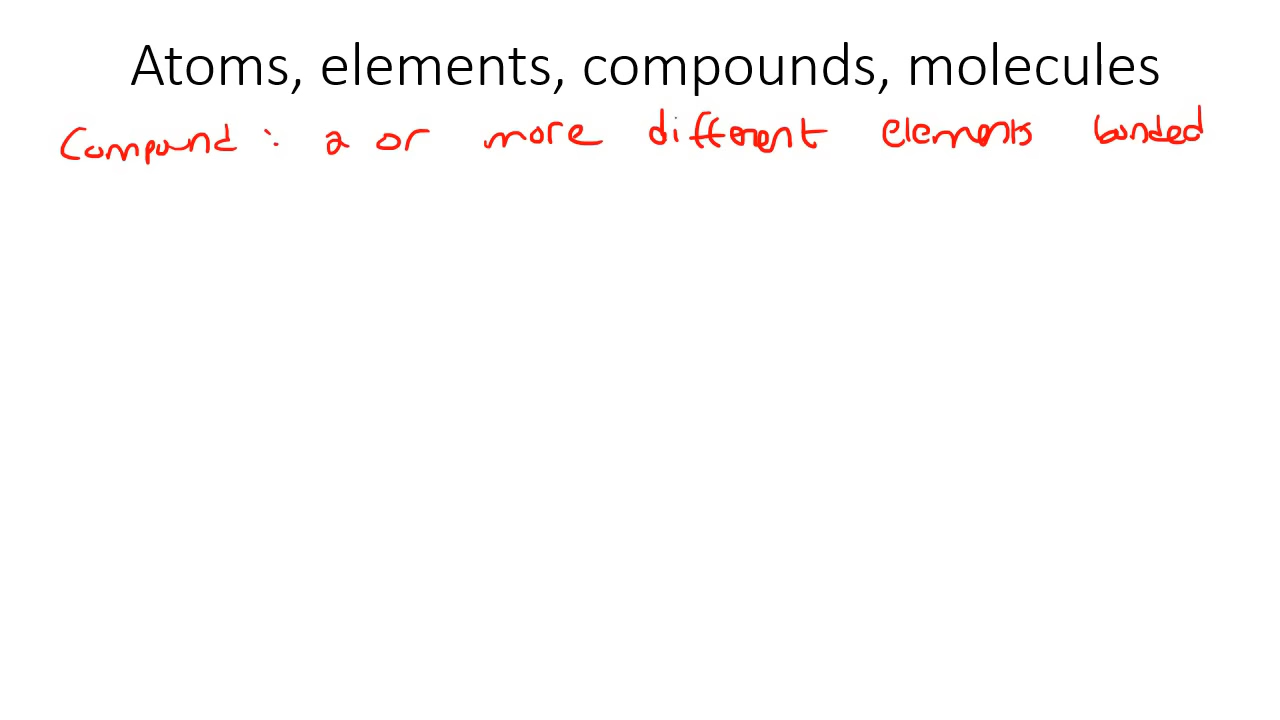 Atoms, elements, compounds, molecules
Compound : 2 or more different elements bonded